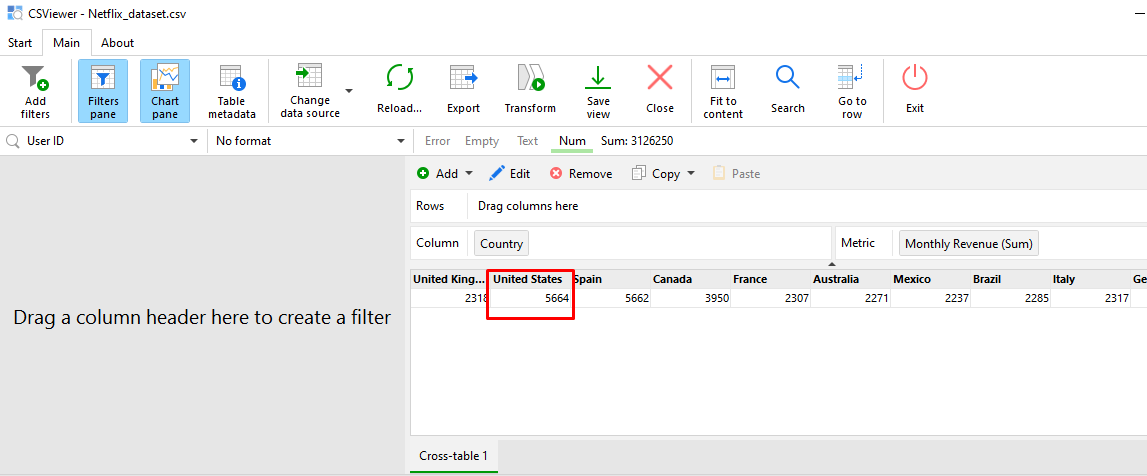 CSViewer - Netflix_dataset.csv
Start Main About
Add filters
Filters pane
Chart pane
Table metadata
Change data source
Reload...
Export
Transform
Save view
Close
Fit to content
Search
Go to row
Exit
User ID No format Error Empty Text Num Sum: 3126250
Add Edit Remove Copy Paste
Rows Drag columns here
Column Country Metric Monthly Revenue (Sum)
United King... United States Spain Canada France Australia Mexico Brazil Italy Ge
2318 5664 5662 3950 2307 2271 2237 2285 2317
Drag a column header here to create a filter
Cross-table 1